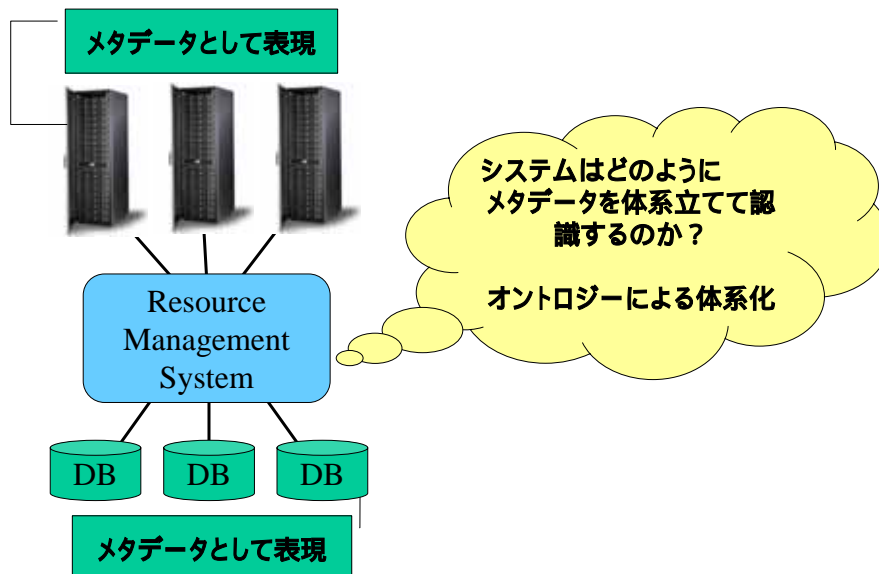 メタデータとして表現
システムはどのように
メタデータを体系立てて認
識するのか？
オントロジーによる体系化
Resource
Management
System
DB
DB
DB
メタデータとして表現